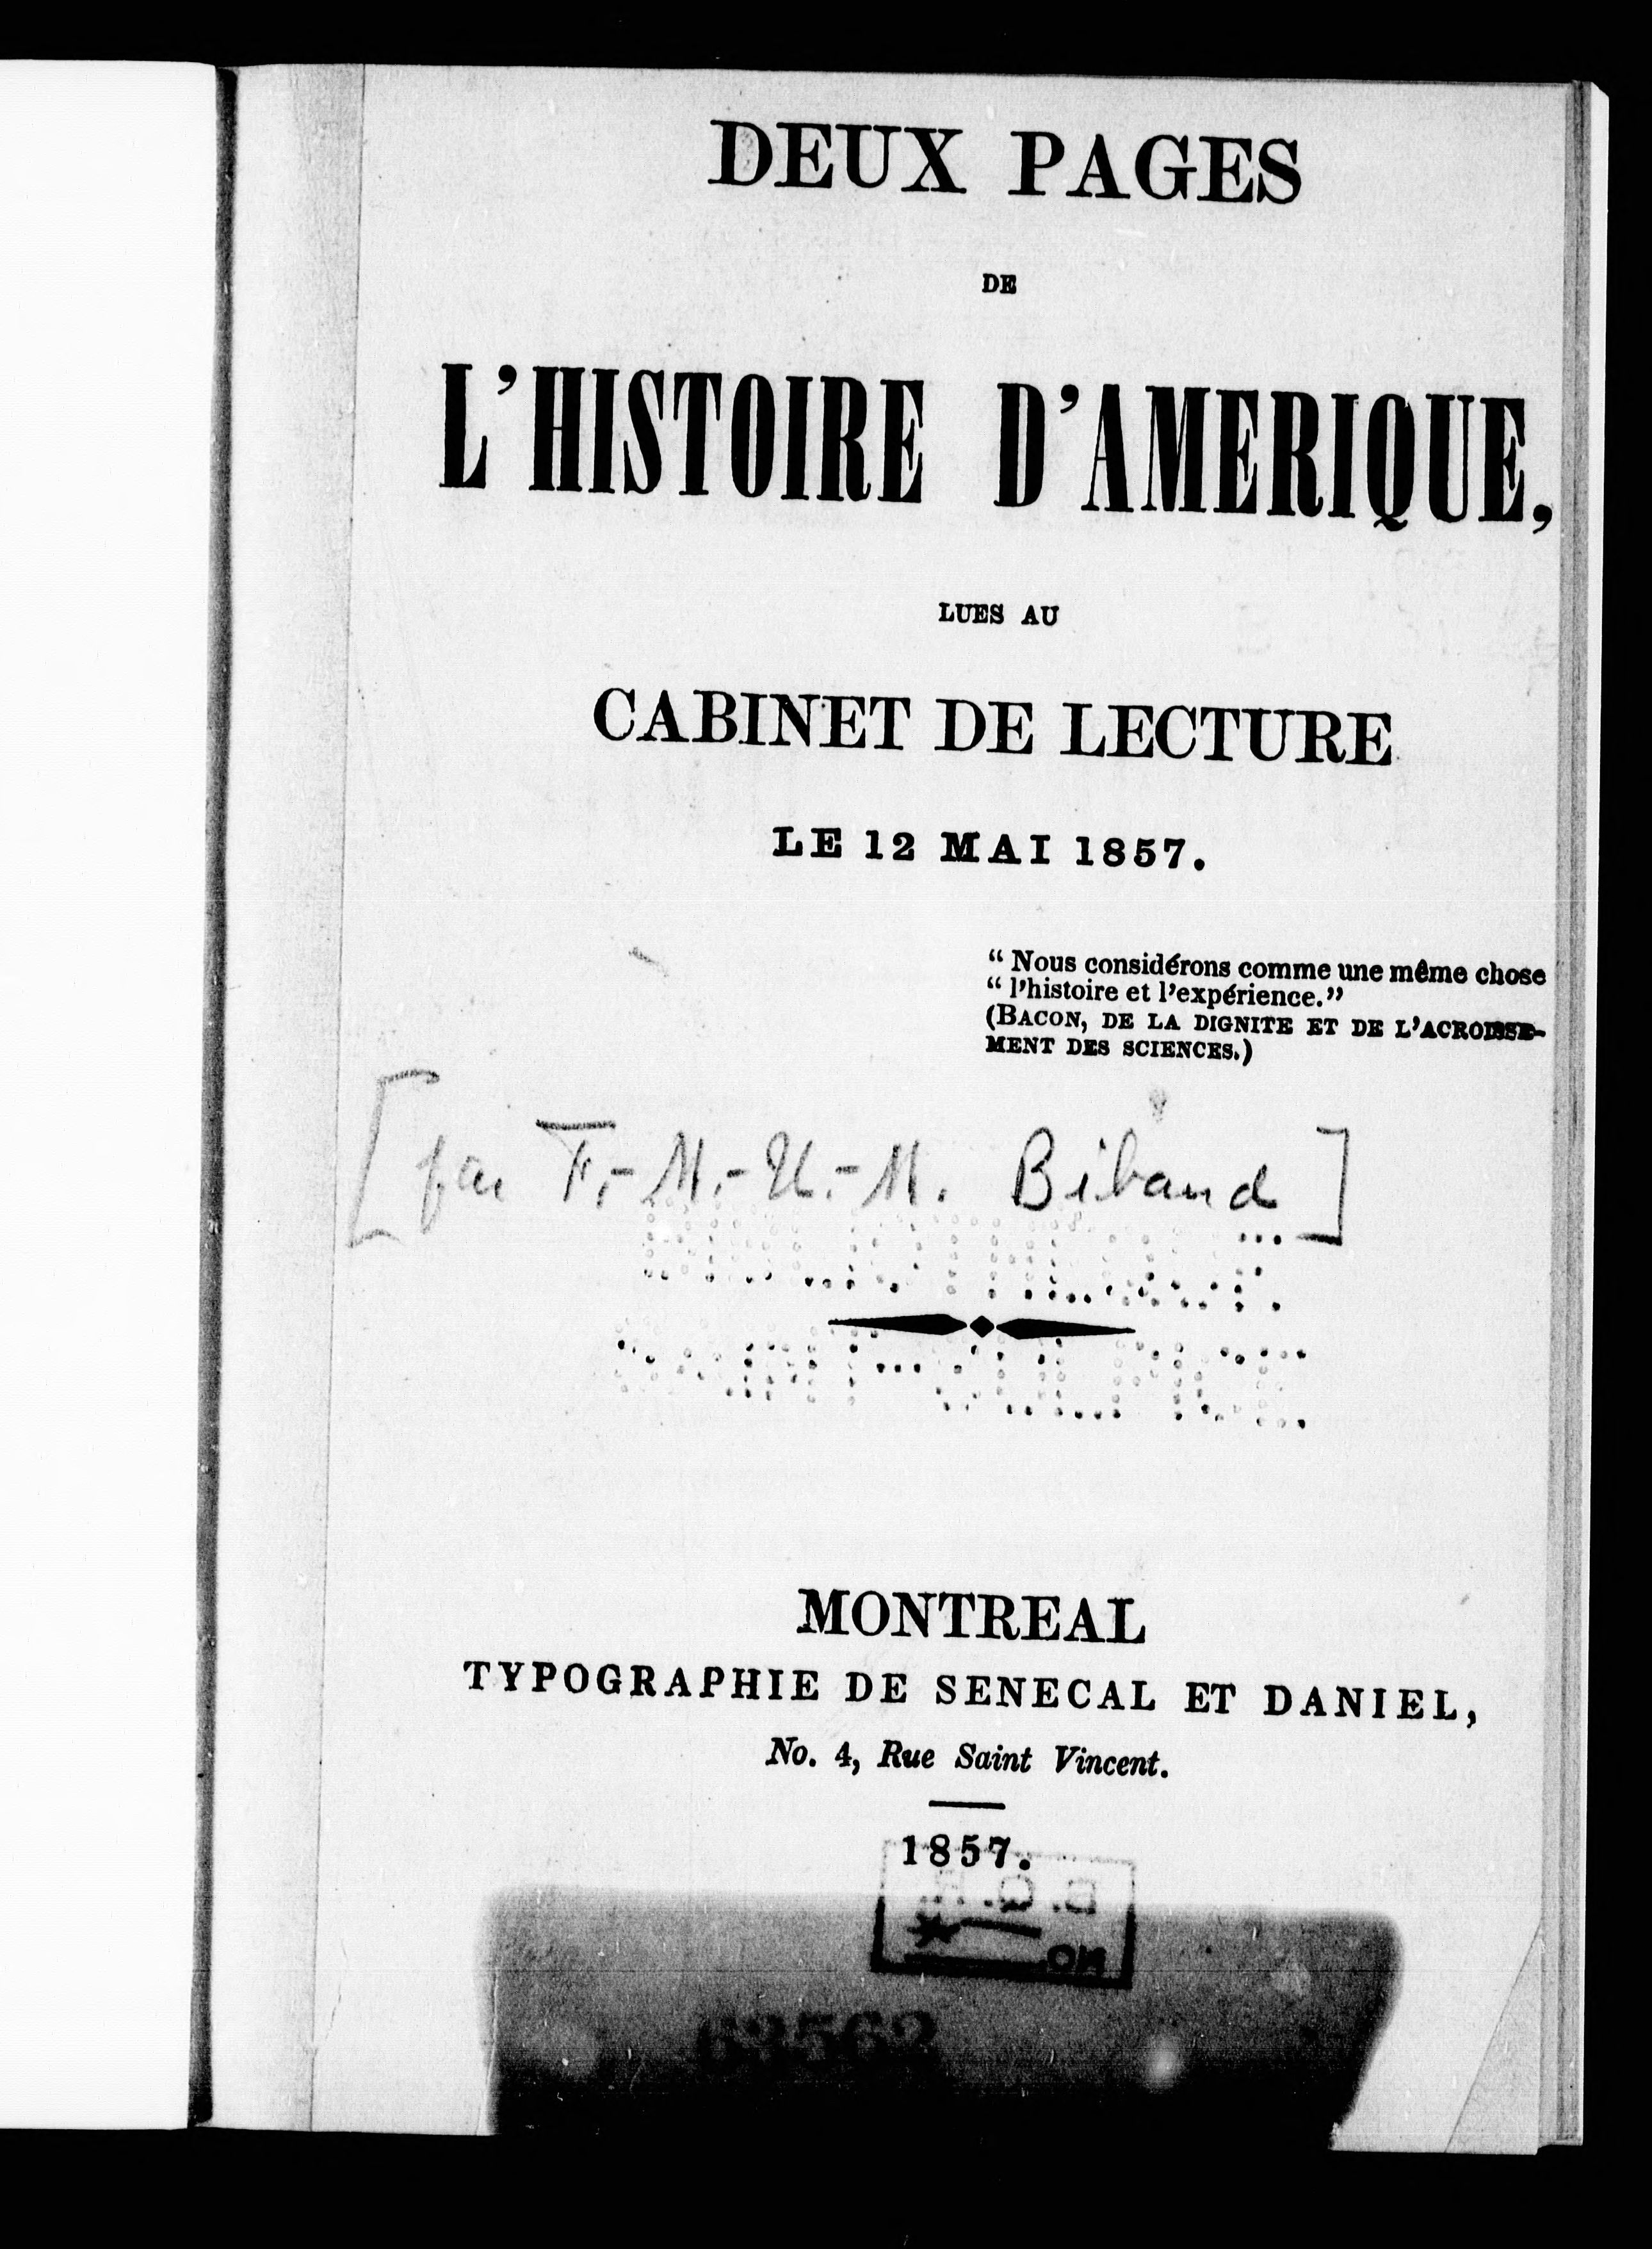 DEUX PAGES
DE
L'HISTOIRE D'AMERIQUE,
LUES AU
CABINET DE LECTURE
LE 12 MAI 1857.
“ Nous considérons comme une même chose
“ l'histoire et l'expérience.”
(BACON, DE LA DIGNITE ET DE L'ACROISSE-
MENT DES SCIENCES.)
[par F.-M.-U.-M. Bibaud]
MONTREAL
TYPOGRAPHIE DE SENECAL ET DANIEL,
No. 4, Rue Saint Vincent.
1857.
63562